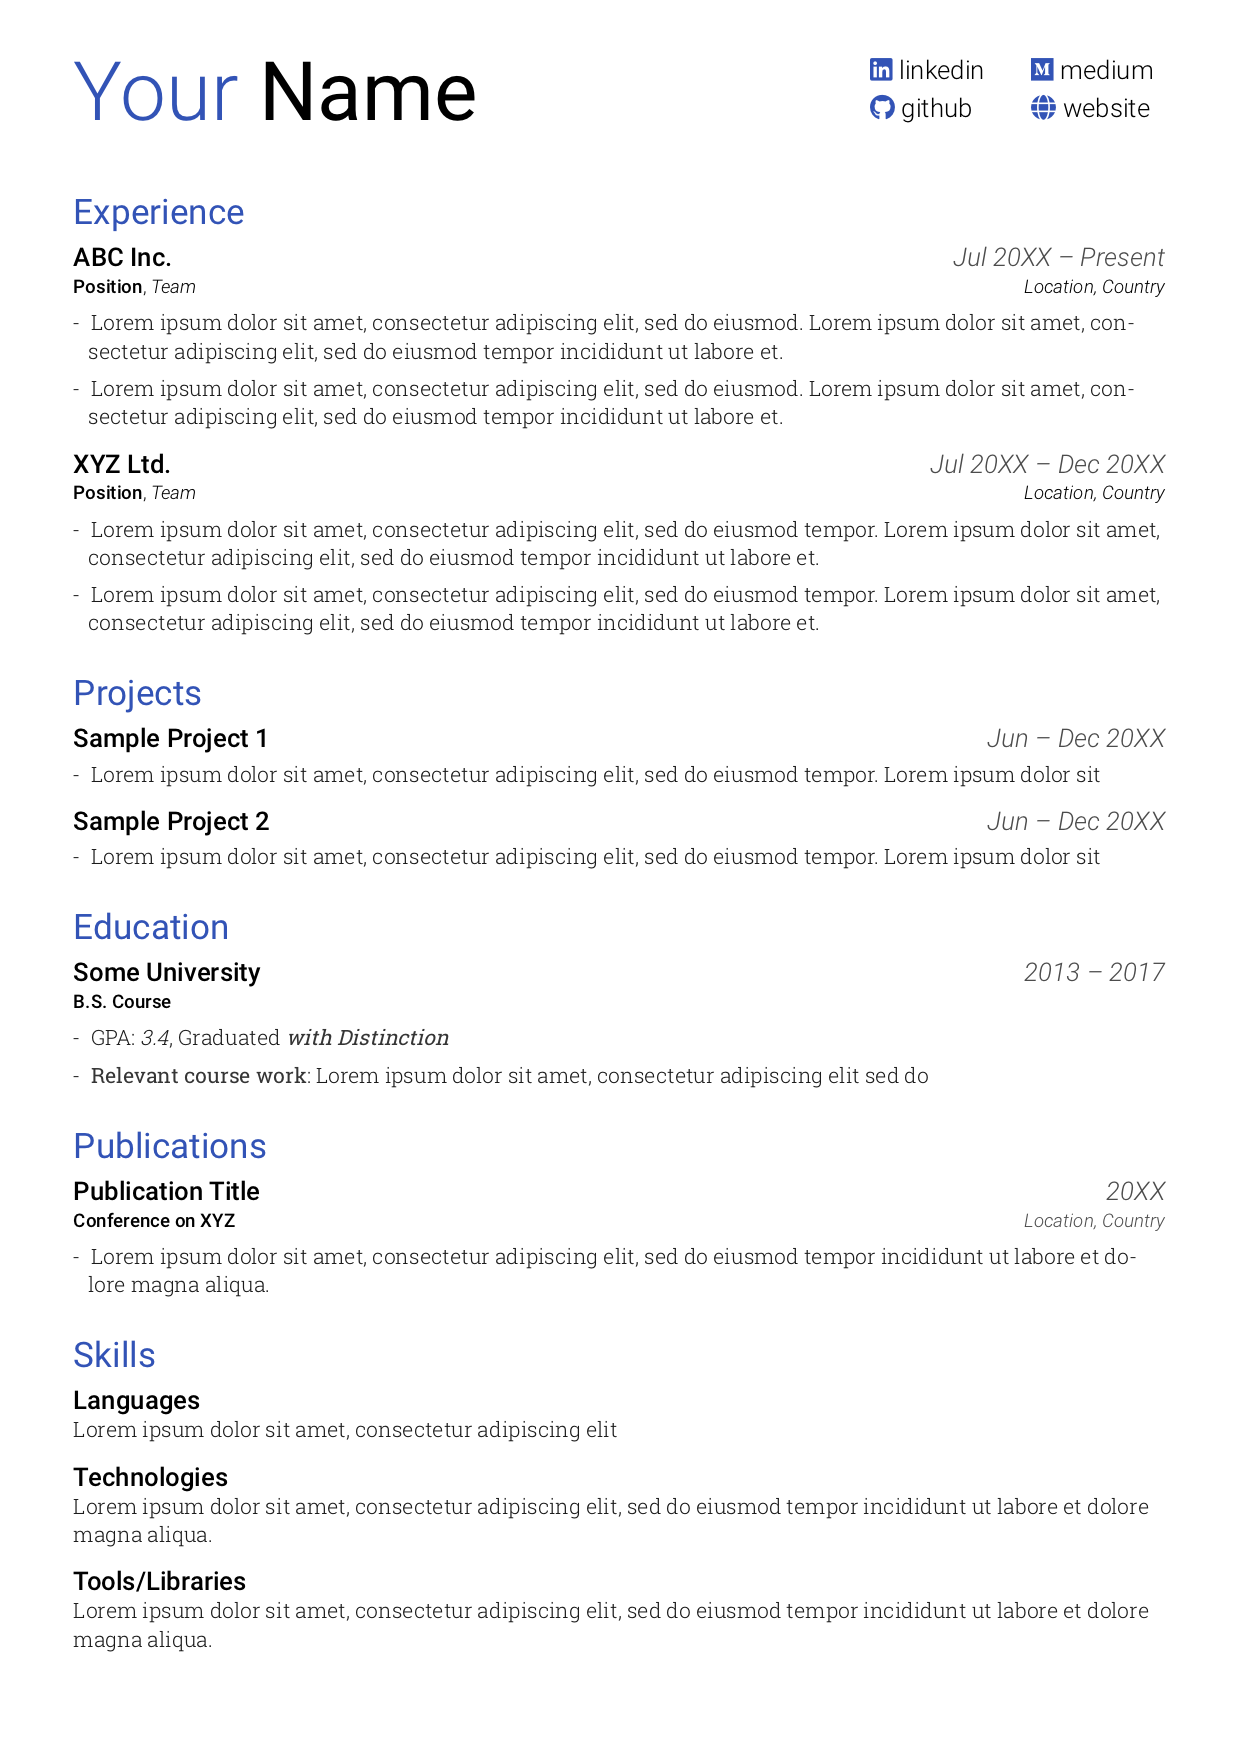 Your Name
linkedin medium
github website
Experience
ABC Inc. Jul 20XX – Present
Position, Team Location, Country
- Lorem ipsum dolor sit amet, consectetur adipiscing elit, sed do eiusmod. Lorem ipsum dolor sit amet, con-
sectetur adipiscing elit, sed do eiusmod tempor incididunt ut labore et.
- Lorem ipsum dolor sit amet, consectetur adipiscing elit, sed do eiusmod. Lorem ipsum dolor sit amet, con-
sectetur adipiscing elit, sed do eiusmod tempor incididunt ut labore et.
XYZ Ltd. Jul 20XX – Dec 20XX
Position, Team Location, Country
- Lorem ipsum dolor sit amet, consectetur adipiscing elit, sed do eiusmod tempor. Lorem ipsum dolor sit amet,
consectetur adipiscing elit, sed do eiusmod tempor incididunt ut labore et.
- Lorem ipsum dolor sit amet, consectetur adipiscing elit, sed do eiusmod tempor. Lorem ipsum dolor sit amet,
consectetur adipiscing elit, sed do eiusmod tempor incididunt ut labore et.
Projects
Sample Project 1 Jun – Dec 20XX
- Lorem ipsum dolor sit amet, consectetur adipiscing elit, sed do eiusmod tempor. Lorem ipsum dolor sit
Sample Project 2 Jun – Dec 20XX
- Lorem ipsum dolor sit amet, consectetur adipiscing elit, sed do eiusmod tempor. Lorem ipsum dolor sit
Education
Some University 2013 – 2017
B.S. Course
- GPA: 3.4, Graduated with Distinction
- Relevant course work: Lorem ipsum dolor sit amet, consectetur adipiscing elit sed do
Publications
Publication Title 20XX
Conference on XYZ Location, Country
- Lorem ipsum dolor sit amet, consectetur adipiscing elit, sed do eiusmod tempor incididunt ut labore et do-
lore magna aliqua.
Skills
Languages
Lorem ipsum dolor sit amet, consectetur adipiscing elit
Technologies
Lorem ipsum dolor sit amet, consectetur adipiscing elit, sed do eiusmod tempor incididunt ut labore et dolore
magna aliqua.
Tools/Libraries
Lorem ipsum dolor sit amet, consectetur adipiscing elit, sed do eiusmod tempor incididunt ut labore et dolore
magna aliqua.